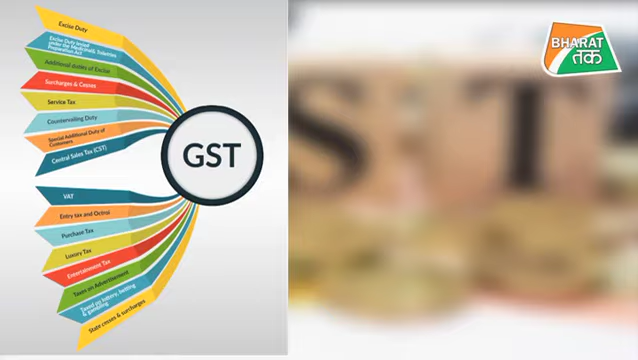 Excise Duty
Excise Duty levied
under the Medicinal & Toiletries
Preparation Act
Additional duties of Excise
Surcharges & Cesses
Service Tax
Countervailing Duty
Special Additional Duty of
Customers
Central Sales Tax (CST)
GST
VAT
Entry tax and Octroi
Purchase Tax
Luxury Tax
Entertainment Tax
Taxes on Advertisement
Taxes on lottery, betting
& gambling
State cesses & surcharges
BHARAT
तक
S T